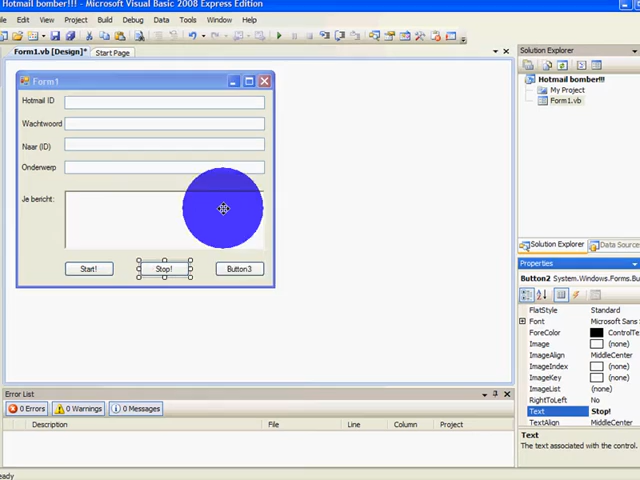 Hotmail bomber!!! - Microsoft Visual Basic 2008 Express Edition
Edit View Project Build Debug Data Tools Window Help
Form1.vb [Design]* Start Page
Form1
Hotmail ID
Wachtwoord
Naar (ID)
Onderwerp
Je bericht:
Start! Stop! Button3
Solution Explorer
Hotmail bomber!!!
My Project
Form1.vb
Solution Explorer Data Sources
Properties
Button2 System.Windows.Forms.Bu
FlatStyle Standard
Font Microsoft Sans
ForeColor ControlTe
Image (none)
ImageAlign MiddleCenter
ImageIndex (none)
ImageKey (none)
ImageList (none)
RightToLeft No
Text Stop!
TextAlign MiddleCenter
Text
The text associated with the control.
Error List
0 Errors 0 Warnings 0 Messages
Description File Line Column Project
eady